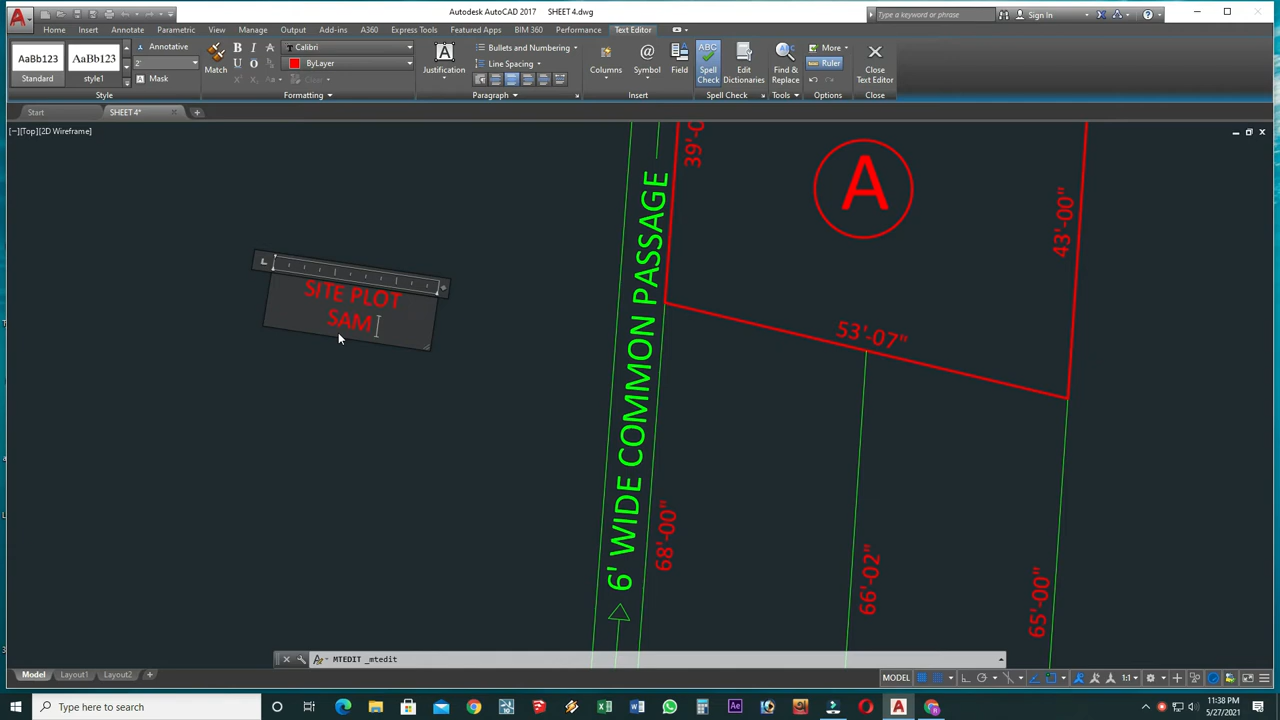 Autodesk AutoCAD 2017 SHEET 4.dwg
Type a keyword or phrase
Sign In
Home Insert Annotate Parametric View Manage Output Add-ins A360 Express Tools Featured Apps BIM 360 Performance Text Editor
AaBb123 AaBb123
Standard style1
Annotative
2'
Mask
Match
B I
U O
Calibri
ByLayer
Justification
Bullets and Numbering
Line Spacing
Columns
Symbol
Field
ABC
Spell Check
Edit Dictionaries
Find & Replace
More
Ruler
Close Text Editor
Style Formatting Paragraph Insert Spell Check Tools Options Close
Start SHEET 4*
[−][Top][2D Wireframe]
SITE PLOT
SAM
6' WIDE COMMON PASSAGE
A
43'-00"
53'-07"
68'-00"
66'-02"
65'-00"
MTEDIT _mtedit
Model Layout1 Layout2
MODEL
1:1
Type here to search
11:38 PM
5/27/2021